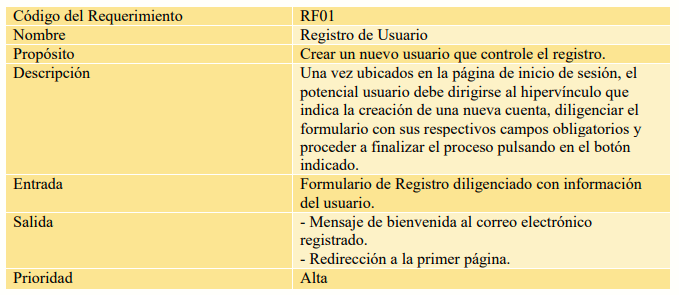 Código del Requerimiento RF01
Nombre Registro de Usuario
Propósito Crear un nuevo usuario que controle el registro.
Descripción Una vez ubicados en la página de inicio de sesión, el
potencial usuario debe dirigirse al hipervínculo que
indica la creación de una nueva cuenta, diligenciar el
formulario con sus respectivos campos obligatorios y
proceder a finalizar el proceso pulsando en el botón
indicado.
Entrada Formulario de Registro diligenciado con información
del usuario.
Salida - Mensaje de bienvenida al correo electrónico
registrado.
- Redirección a la primer página.
Prioridad Alta